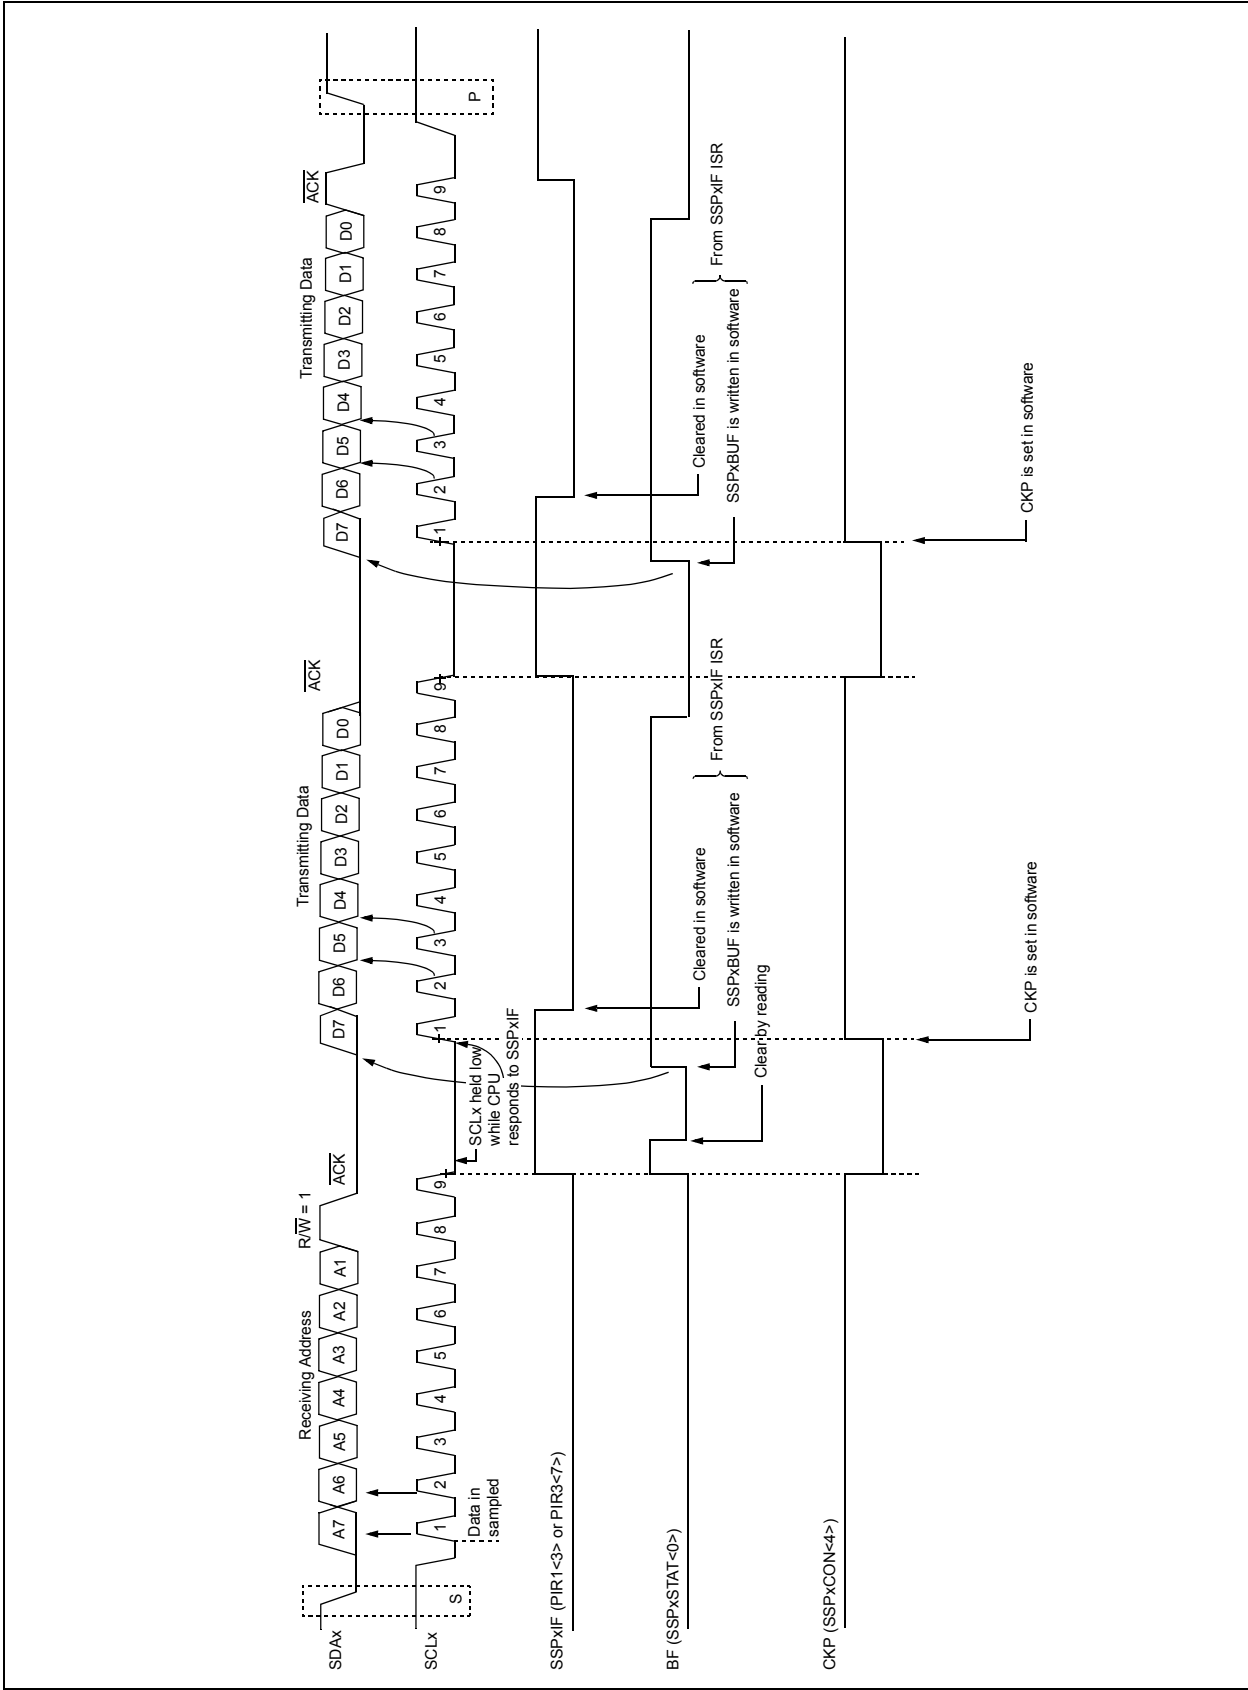 Receiving Address
R/W = 1
ACK
Transmitting Data
ACK
Transmitting Data
ACK
SDAx
A7
A6
A5
A4
A3
A2
A1
D7
D6
D5
D4
D3
D2
D1
D0
D7
D6
D5
D4
D3
D2
D1
D0
SCLx
S
1
2
3
4
5
6
7
8
9
1
2
3
4
5
6
7
8
9
1
2
3
4
5
6
7
8
9
P
Data in
sampled
SCLx held low
while CPU
responds to SSPxIF
SSPxIF (PIR1<3> or PIR3<7>)
BF (SSPxSTAT<0>)
Cleared in software
From SSPxIF ISR
SSPxBUF is written in software
Clear by reading
Cleared in software
From SSPxIF ISR
SSPxBUF is written in software
CKP (SSPxCON<4>)
CKP is set in software
CKP is set in software